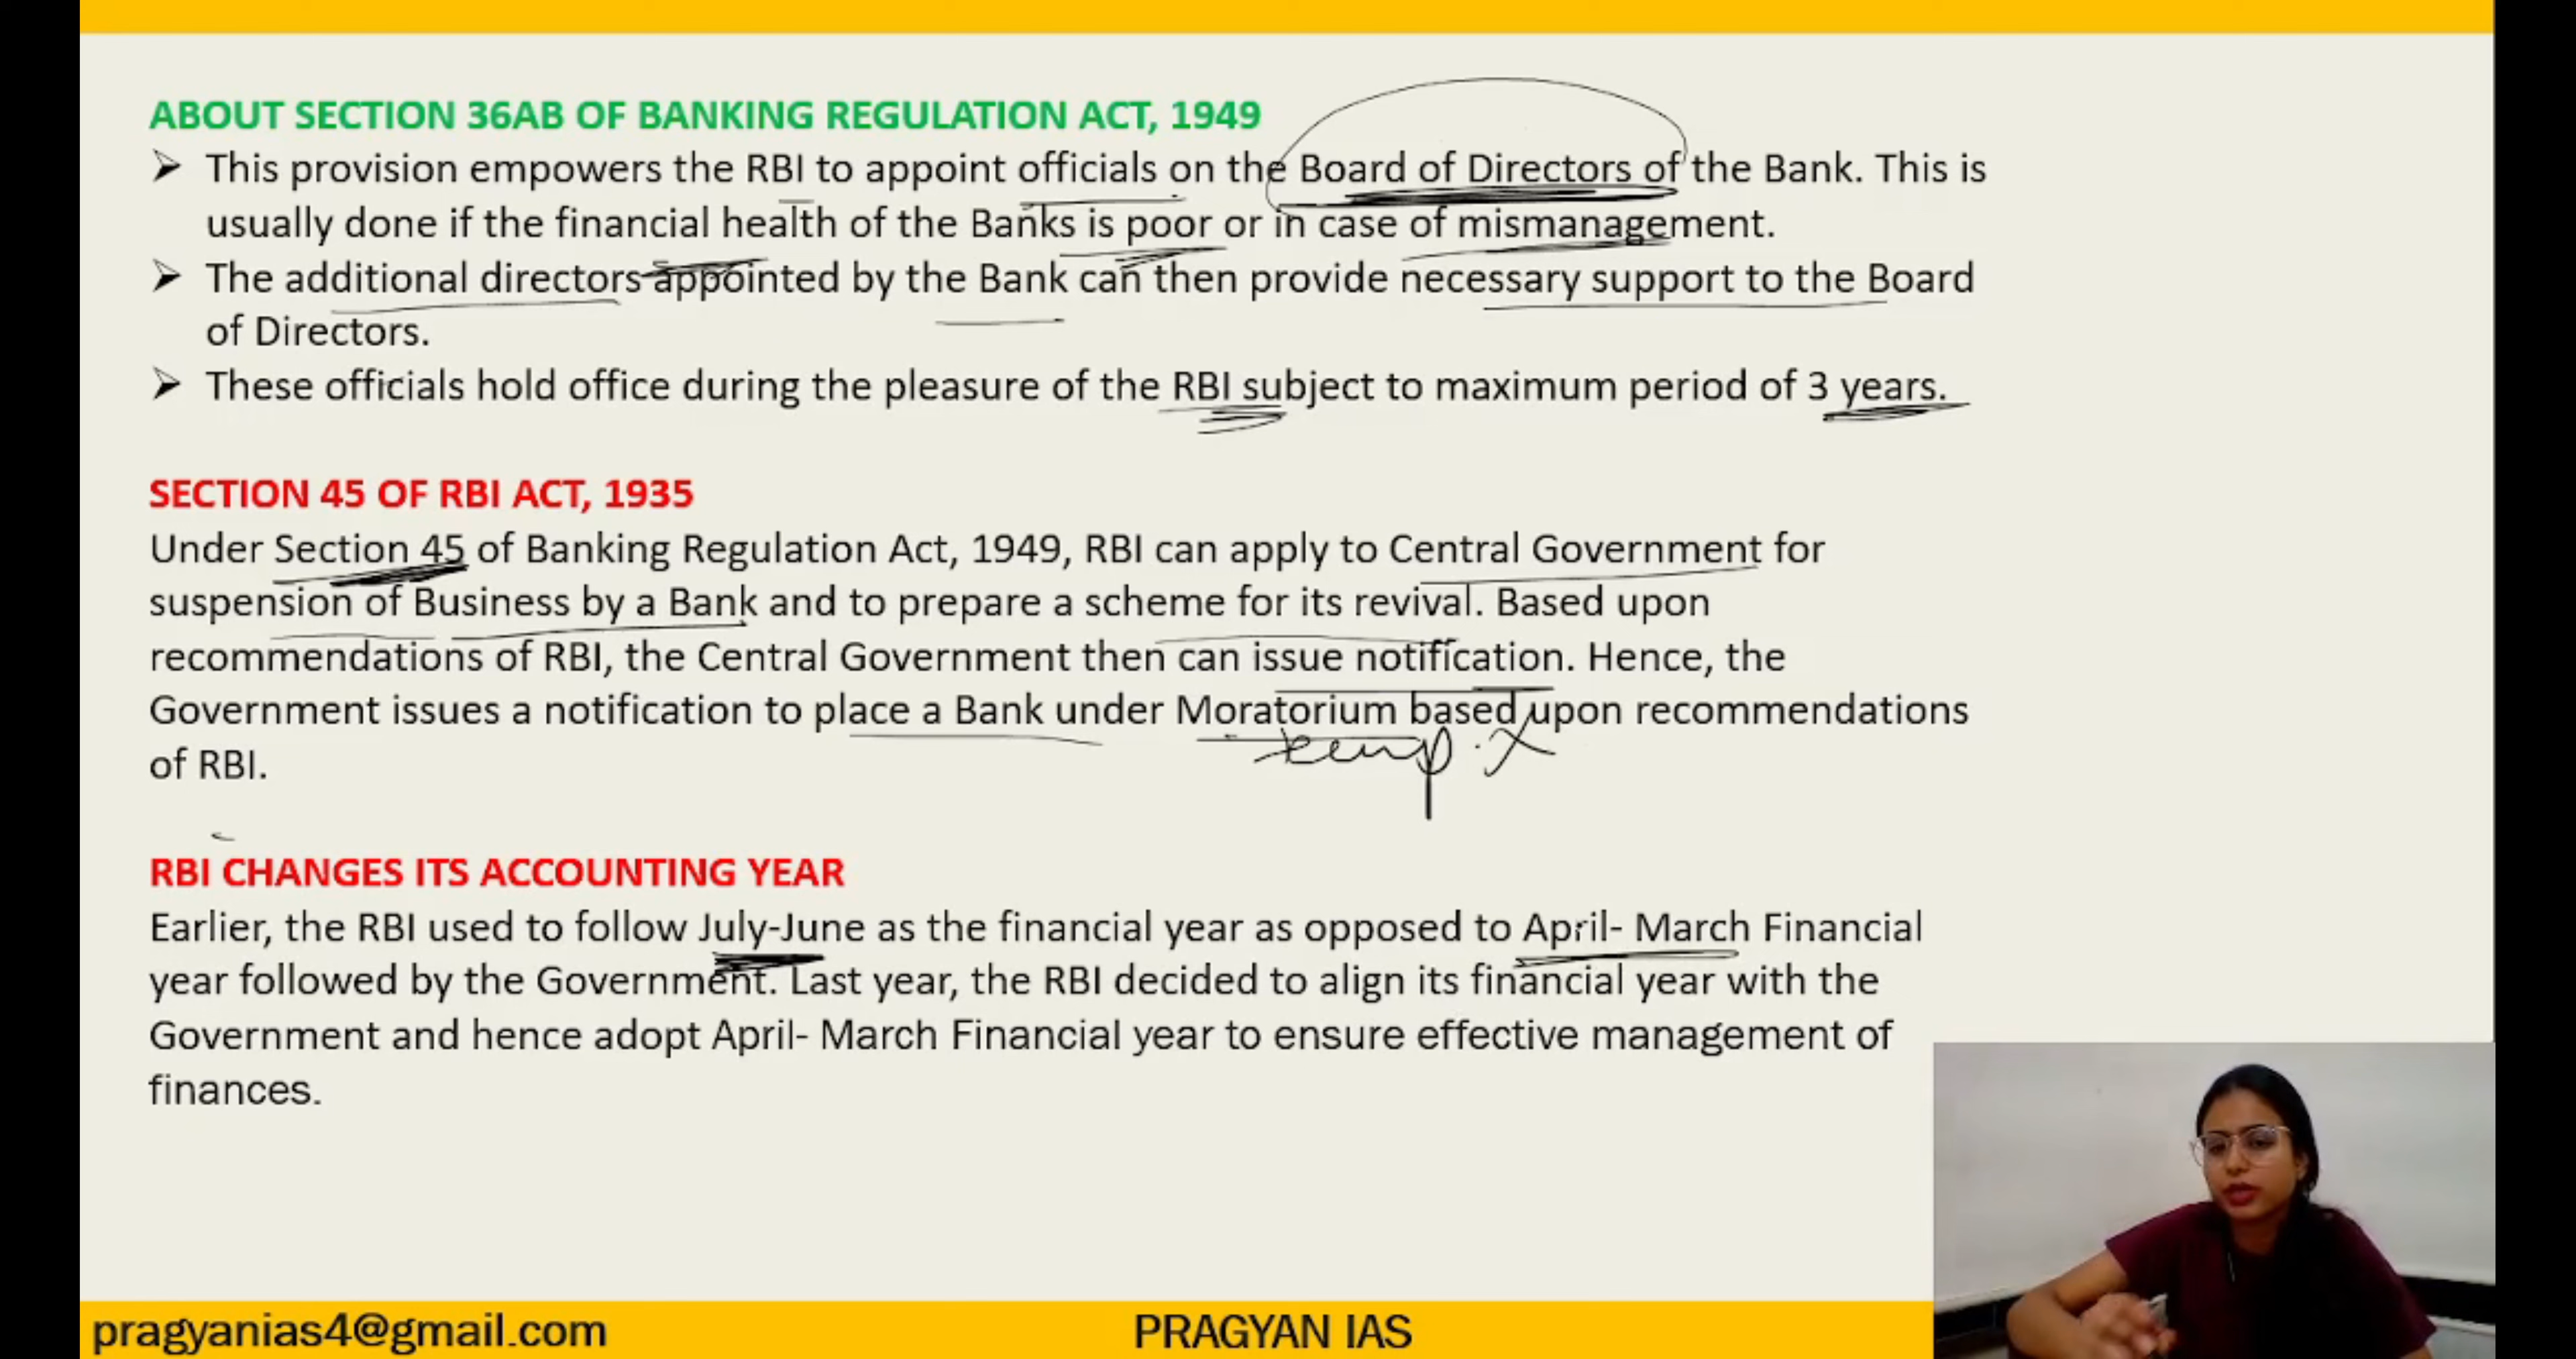 ABOUT SECTION 36AB OF BANKING REGULATION ACT, 1949
➢ This provision empowers the RBI to appoint officials on the Board of Directors of the Bank. This is
usually done if the financial health of the Banks is poor or in case of mismanagement.
➢ The additional directors appointed by the Bank can then provide necessary support to the Board
of Directors.
➢ These officials hold office during the pleasure of the RBI subject to maximum period of 3 years.
SECTION 45 OF RBI ACT, 1935
Under Section 45 of Banking Regulation Act, 1949, RBI can apply to Central Government for
suspension of Business by a Bank and to prepare a scheme for its revival. Based upon
recommendations of RBI, the Central Government then can issue notification. Hence, the
Government issues a notification to place a Bank under Moratorium based upon recommendations
temp.
of RBI.
RBI CHANGES ITS ACCOUNTING YEAR
Earlier, the RBI used to follow July-June as the financial year as opposed to April- March Financial
year followed by the Government. Last year, the RBI decided to align its financial year with the
Government and hence adopt April- March Financial year to ensure effective management of
finances.
pragyanias4@gmail.com
PRAGYAN IAS